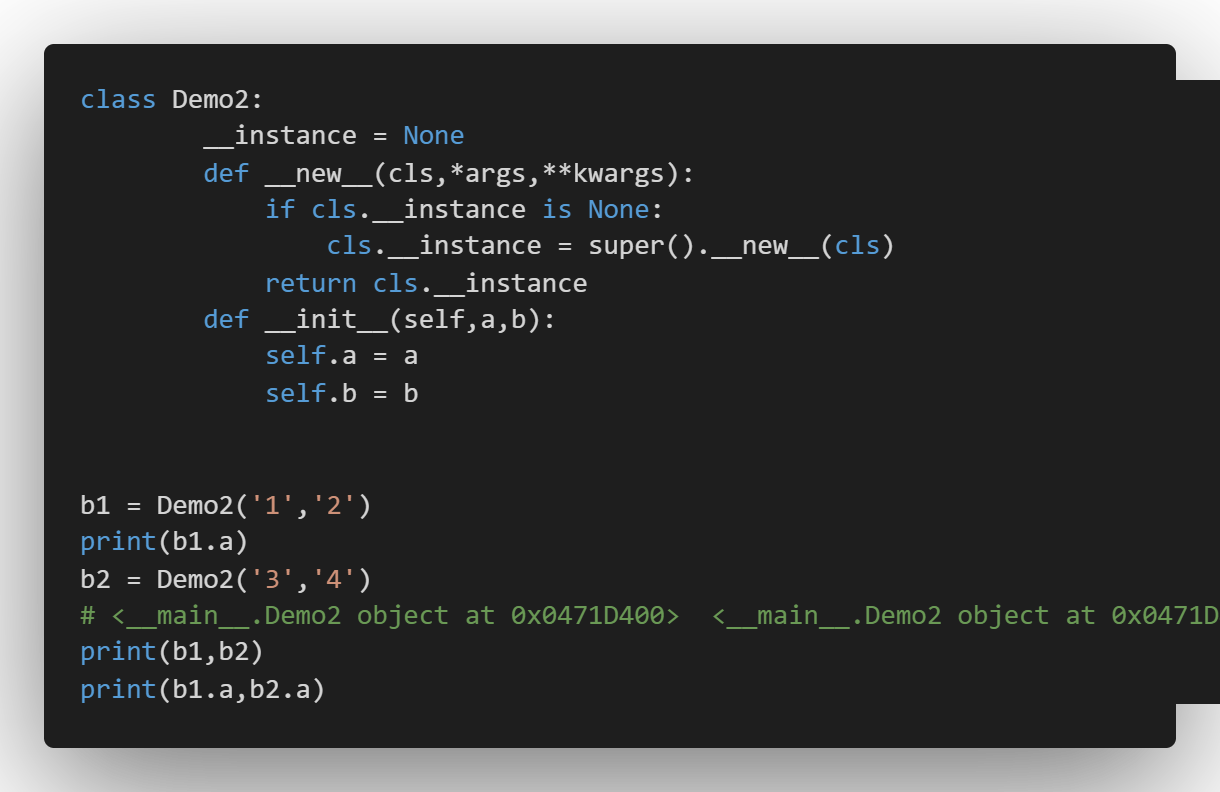 class Demo2:
        __instance = None
        def __new__(cls,*args,**kwargs):
            if cls.__instance is None:
                cls.__instance = super().__new__(cls)
            return cls.__instance
        def __init__(self,a,b):
            self.a = a
            self.b = b
b1 = Demo2('1','2')
print(b1.a)
b2 = Demo2('3','4')
# <__main__.Demo2 object at 0x0471D400>  <__main__.Demo2 object at 0x0471D
print(b1,b2)
print(b1.a,b2.a)